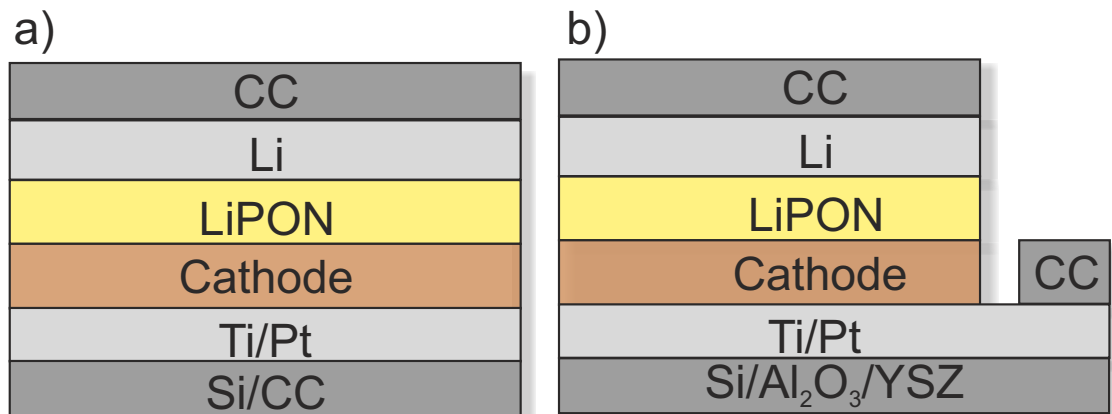 a)
CC
Li
LiPON
Cathode
Ti/Pt
Si/CC
b)
CC
Li
LiPON
Cathode
CC
Ti/Pt
Si/Al₂O₃/YSZ